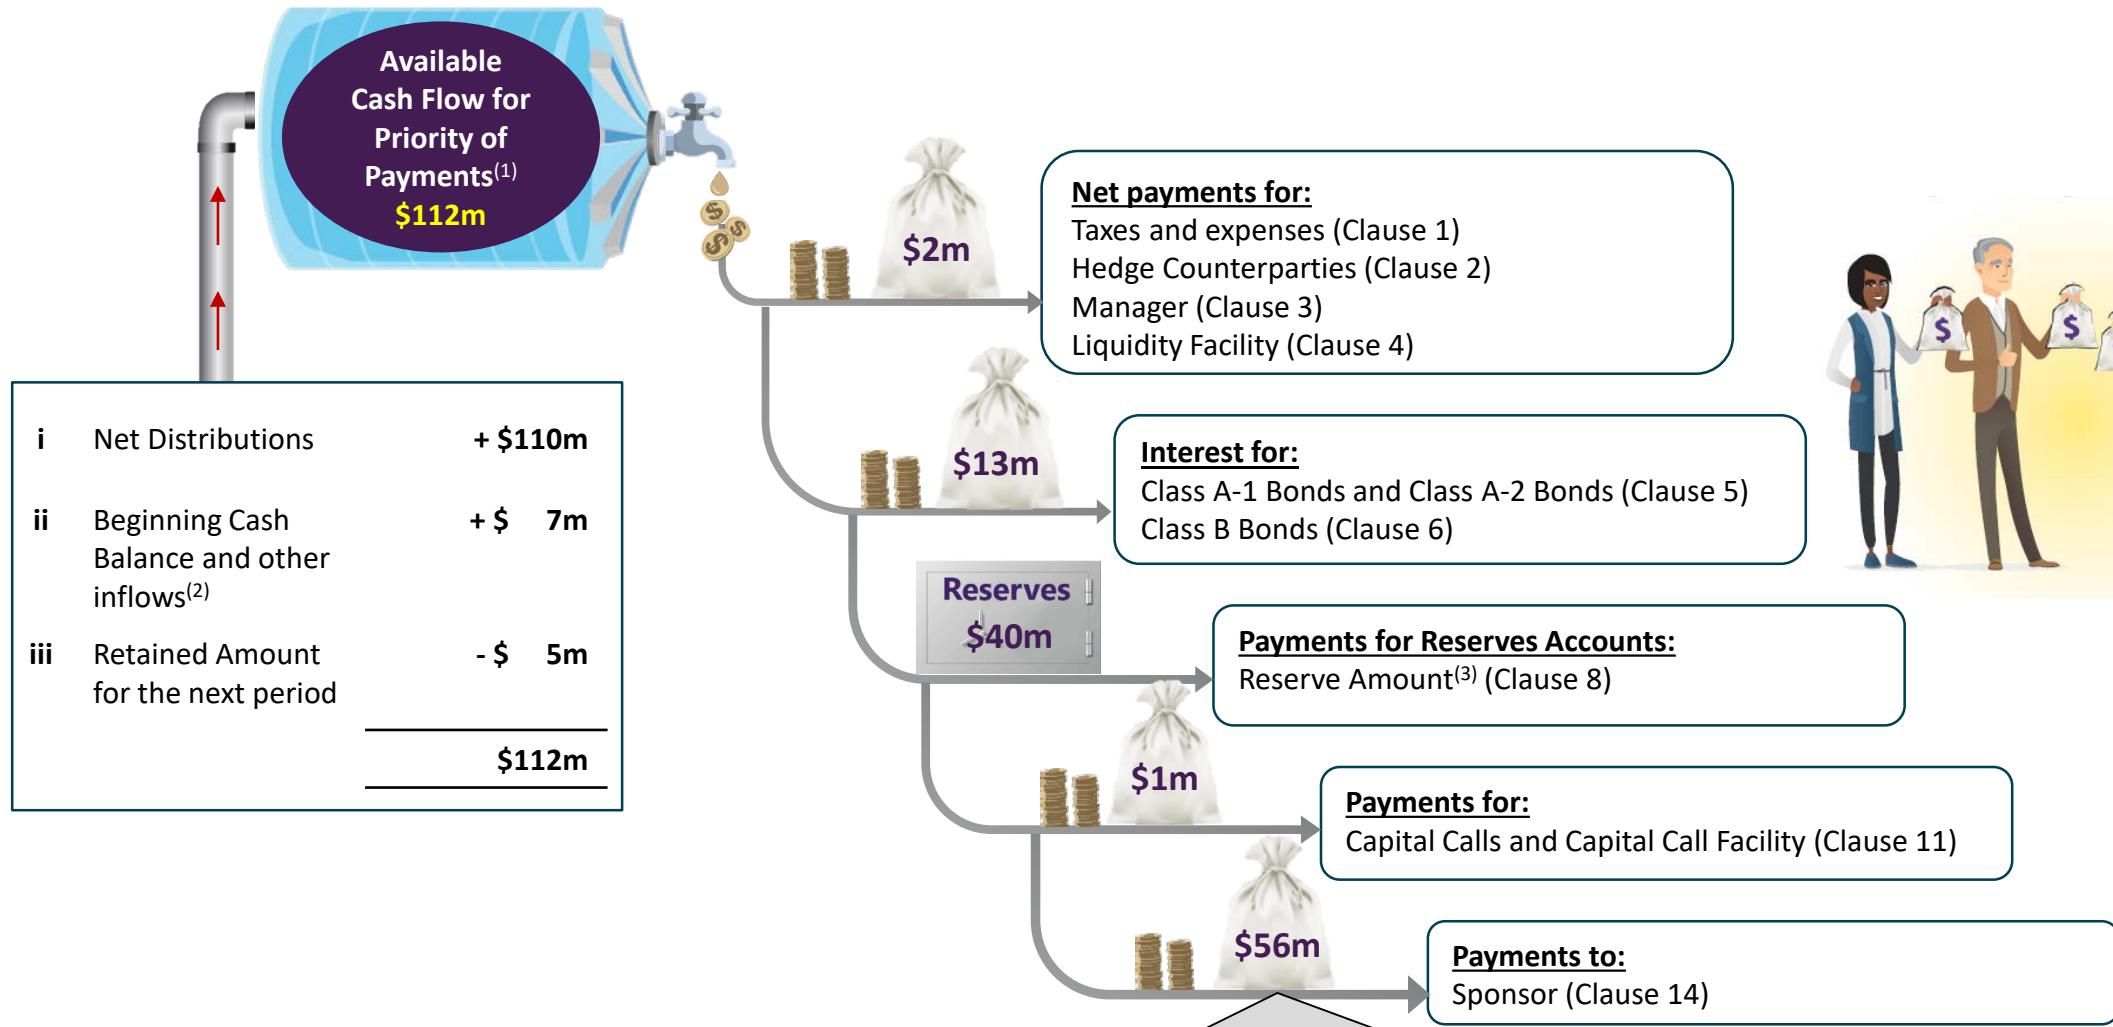 Available
Cash Flow for
Priority of
Payments(1)
$112m
i Net Distributions + $110m
ii Beginning Cash + $ 7m
Balance and other
inflows(2)
iii Retained Amount - $ 5m
for the next period
$112m
$2m
Net payments for:
Taxes and expenses (Clause 1)
Hedge Counterparties (Clause 2)
Manager (Clause 3)
Liquidity Facility (Clause 4)
$13m
Interest for:
Class A-1 Bonds and Class A-2 Bonds (Clause 5)
Class B Bonds (Clause 6)
Reserves
$40m
Payments for Reserves Accounts:
Reserve Amount(3) (Clause 8)
$1m
Payments for:
Capital Calls and Capital Call Facility (Clause 11)
$56m
Payments to:
Sponsor (Clause 14)
$ $